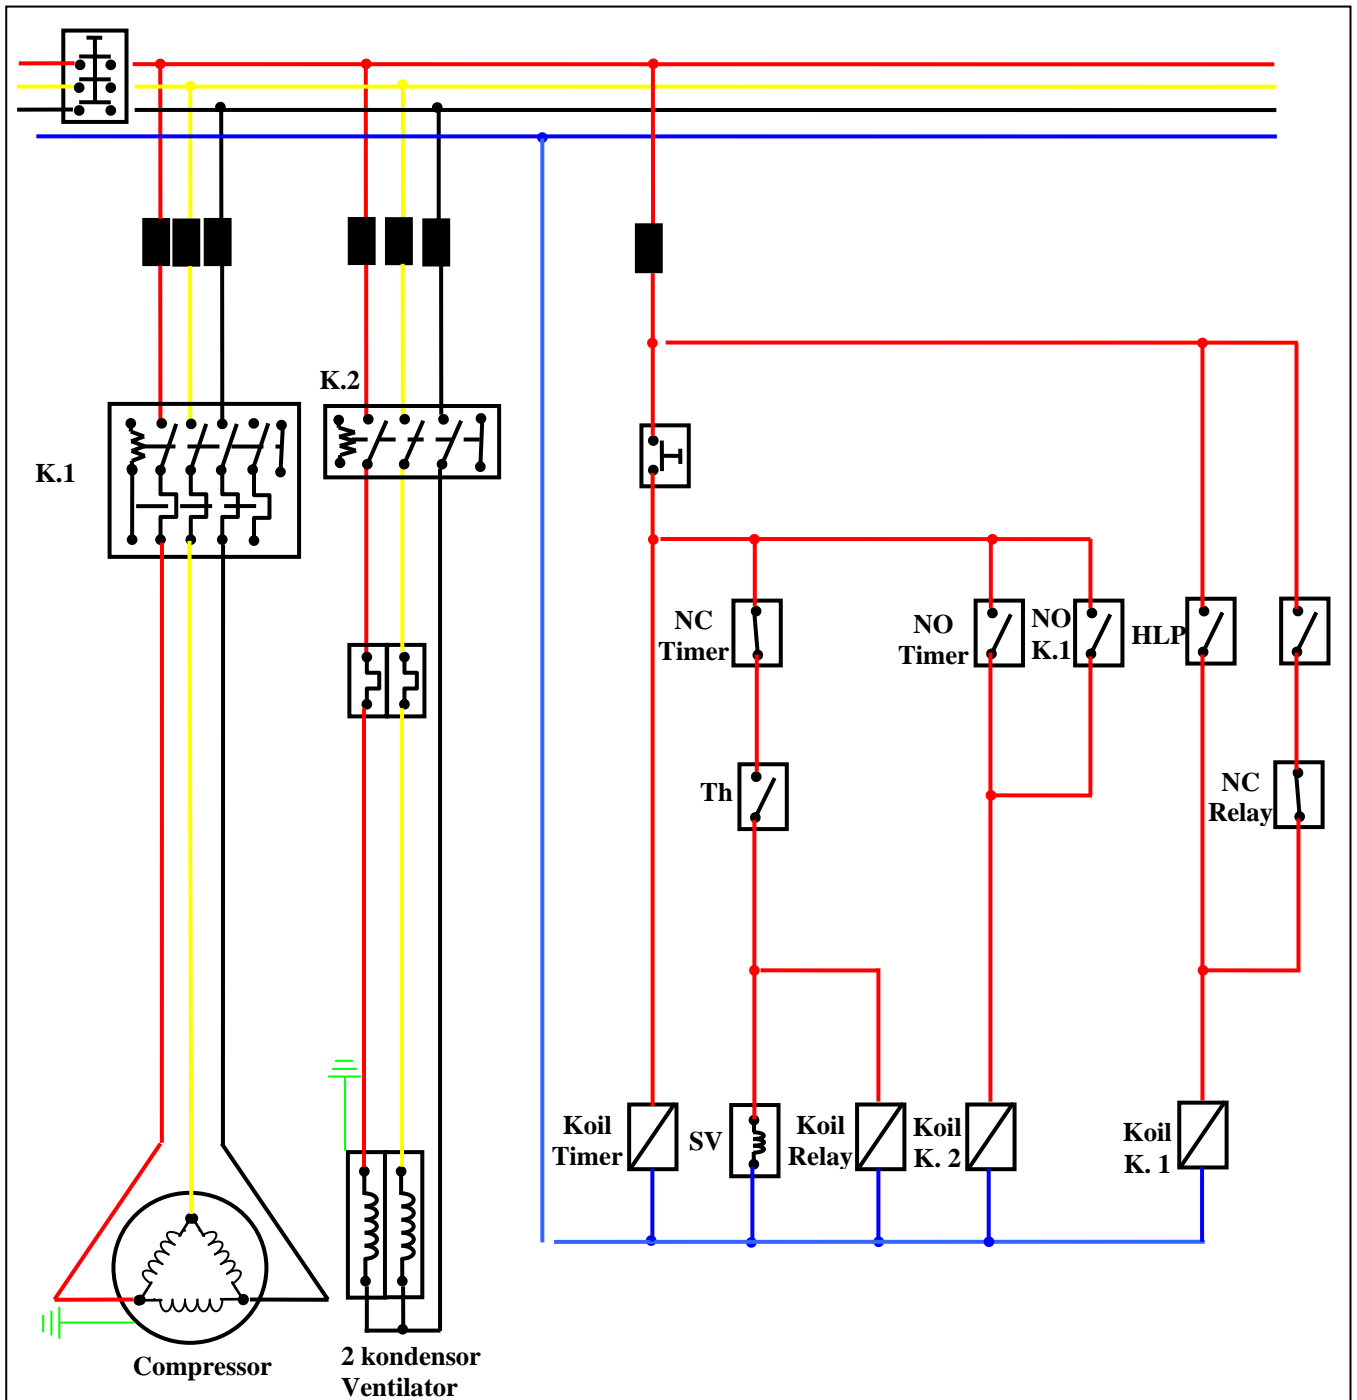 K.2
K.1
NC
Timer
NO
Timer
NO
K.1
HLP
Th
NC
Relay
Koil
Timer
SV
Koil
Relay
Koil
K. 2
Koil
K. 1
Compressor
2 kondensor
Ventilator